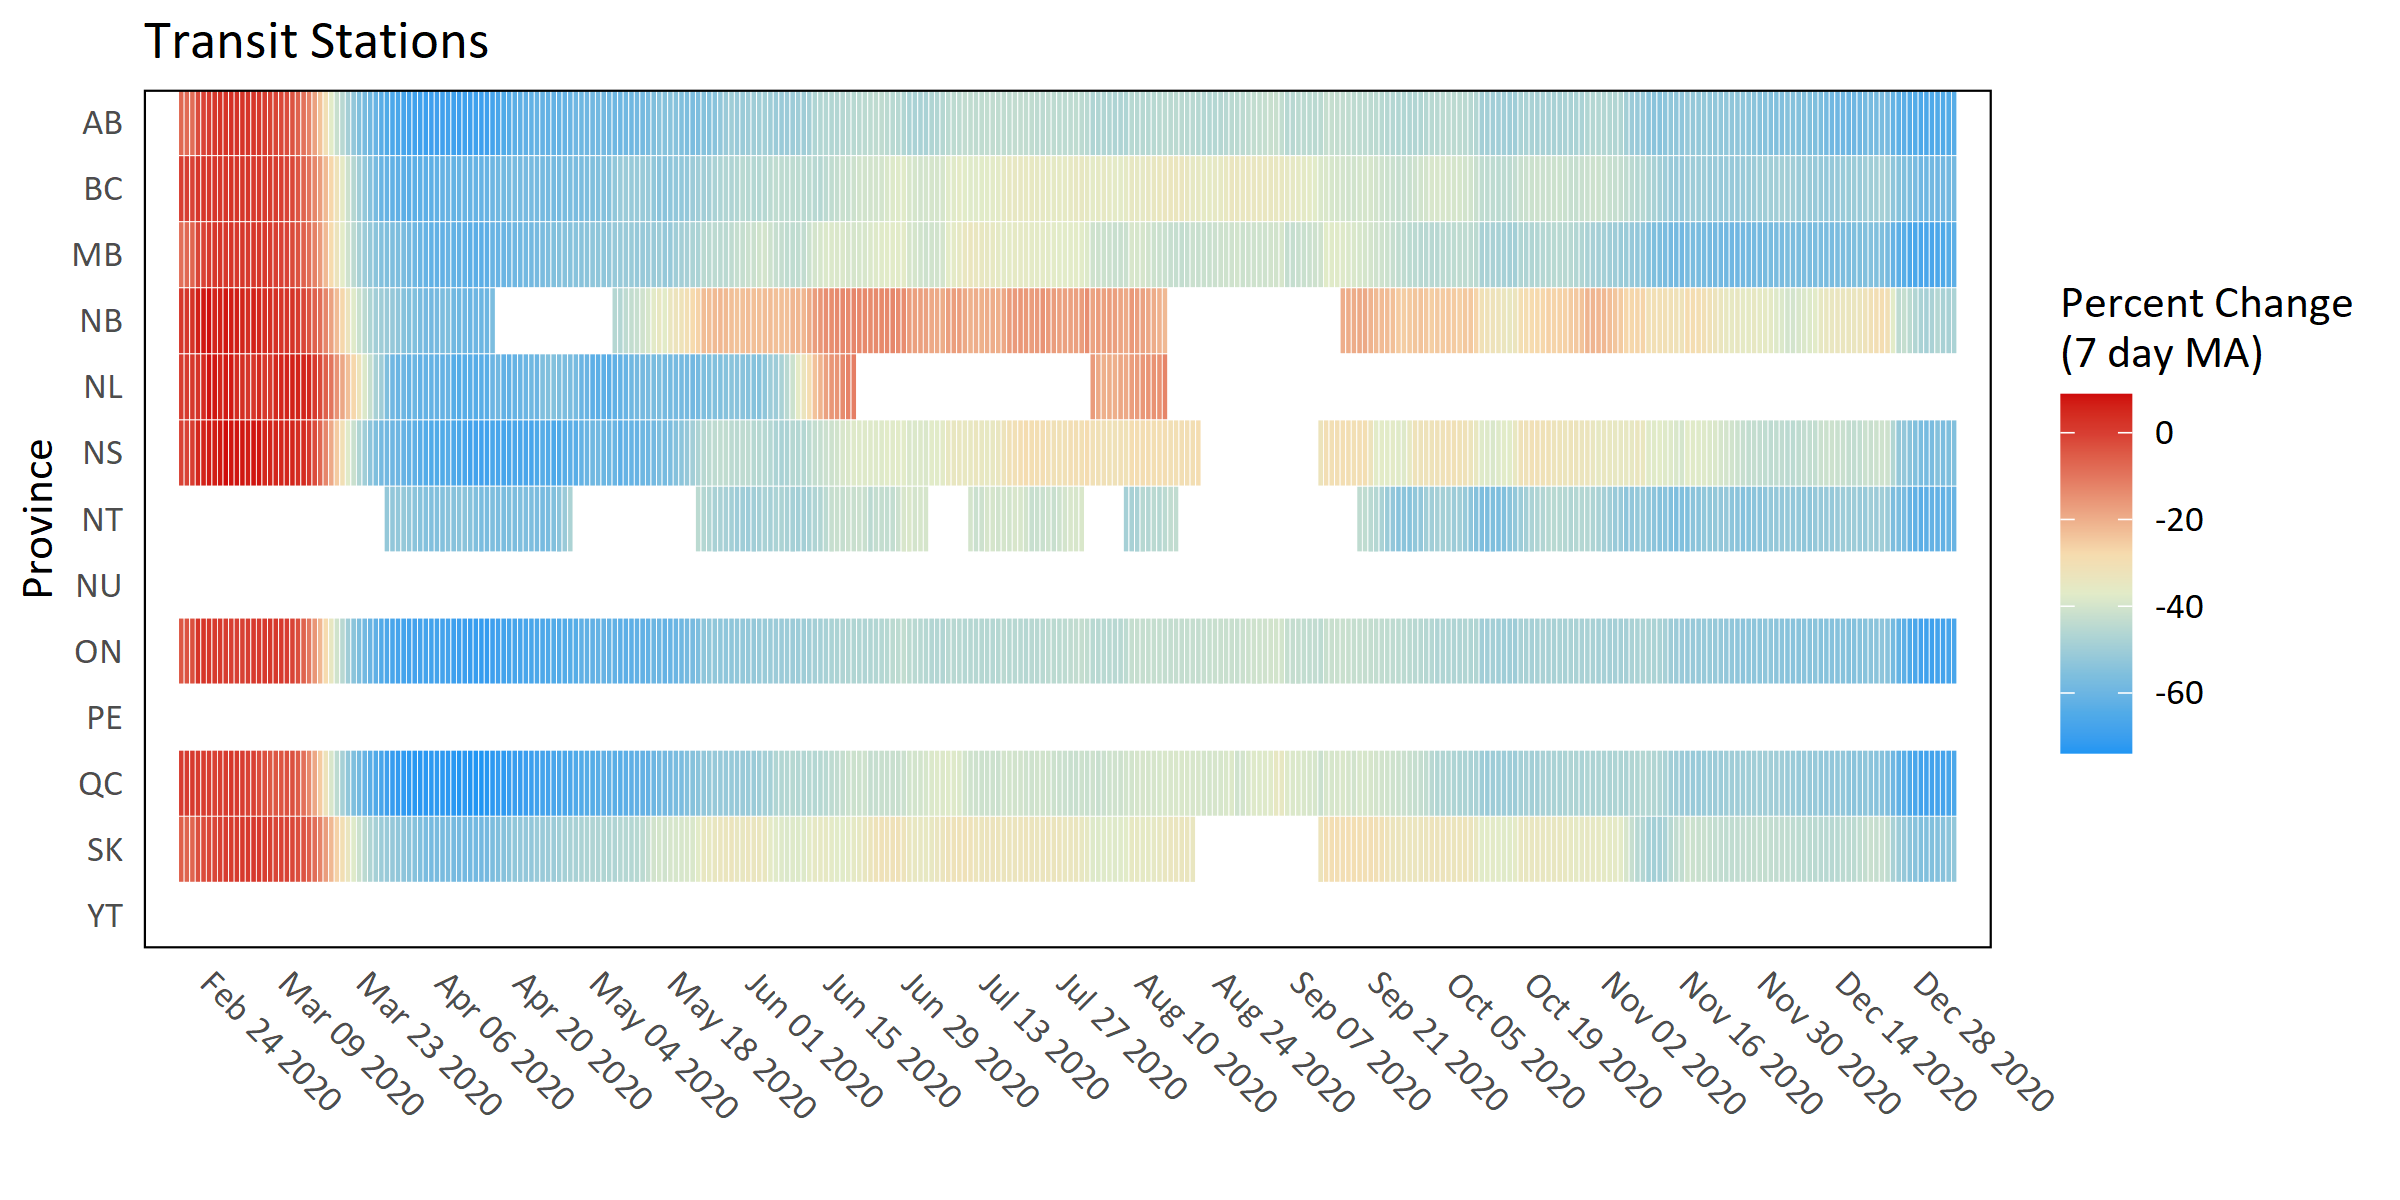 Transit Stations
AB
BC
MB
NB
NL
NS
NT
NU
ON
PE
QC
SK
YT
Province
Feb 24 2020
Mar 09 2020
Mar 23 2020
Apr 06 2020
Apr 20 2020
May 04 2020
May 18 2020
Jun 01 2020
Jun 15 2020
Jun 29 2020
Jul 13 2020
Jul 27 2020
Aug 10 2020
Aug 24 2020
Sep 07 2020
Sep 21 2020
Oct 05 2020
Oct 19 2020
Nov 02 2020
Nov 16 2020
Nov 30 2020
Dec 14 2020
Dec 28 2020
Percent Change
(7 day MA)
0
-20
-40
-60